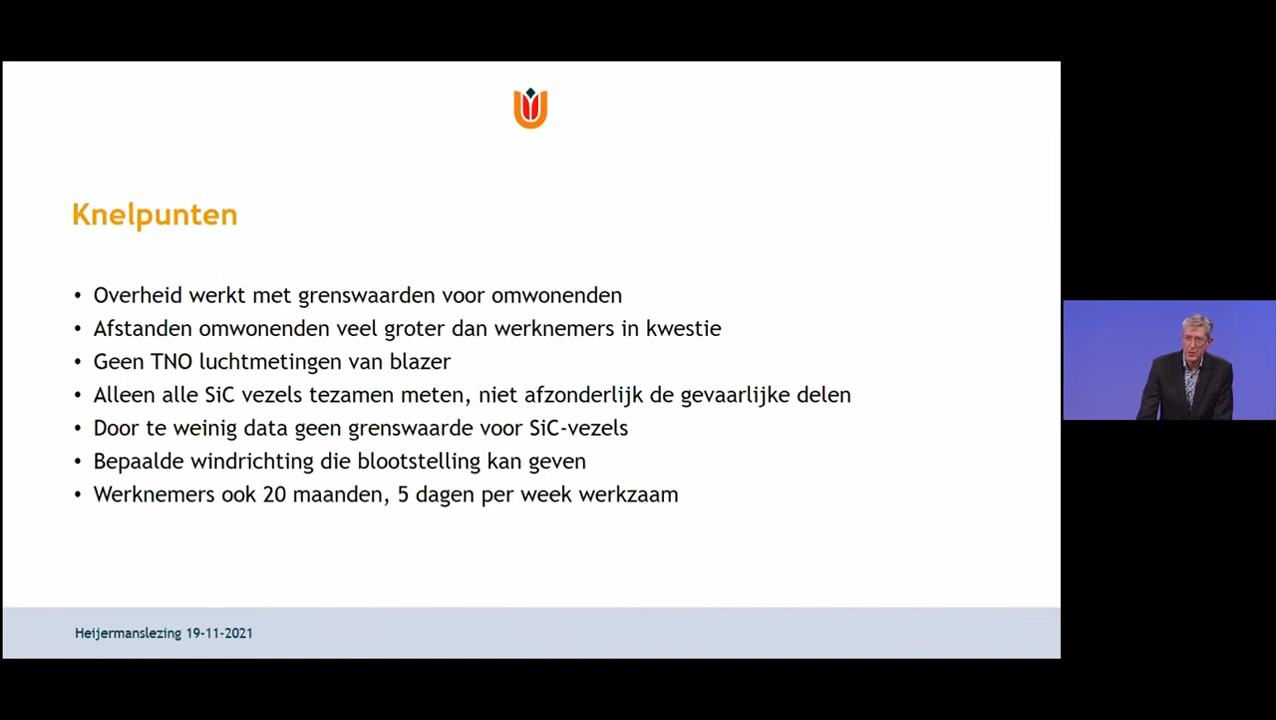 Knelpunten
• Overheid werkt met grenswaarden voor omwonenden
• Afstanden omwonenden veel groter dan werknemers in kwestie
• Geen TNO luchtmetingen van blazer
• Alleen alle SiC vezels tezamen meten, niet afzonderlijk de gevaarlijke delen
• Door te weinig data geen grenswaarde voor SiC-vezels
• Bepaalde windrichting die blootstelling kan geven
• Werknemers ook 20 maanden, 5 dagen per week werkzaam
Heijermanslezing 19-11-2021